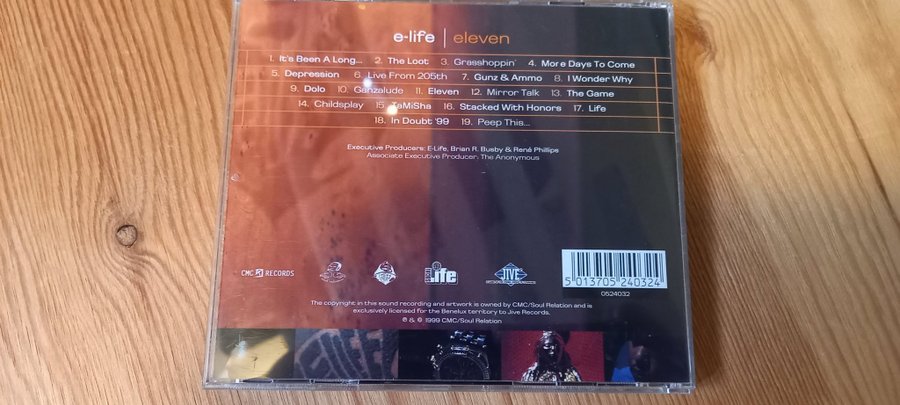 e-life | eleven
1. It's Been A Long... 2. The Loot 3. Grasshoppin' 4. More Days To Come
5. Depression 6. Live From 205th 7. Gunz & Ammo 8. I Wonder Why
9. Dolo 10. Ganzalude 11. Eleven 12. Mirror Talk 13. The Game
14. Childsplay 15. TaMiSha 16. Stacked With Honors 17. Life
18. In Doubt '99 19. Peep This...
Executive Producers: E-Life, Brian R. Busby & René Phillips
Associate Executive Producer: The Anonymous
CMC RECORDS
Life
JIVE
5 013705 240324
0524032
The copyright in this sound recording and artwork is owned by CMC/Soul Relation and is
exclusively licensed for the Benelux territory to Jive Records.
℗ & © 1999 CMC/Soul Relation